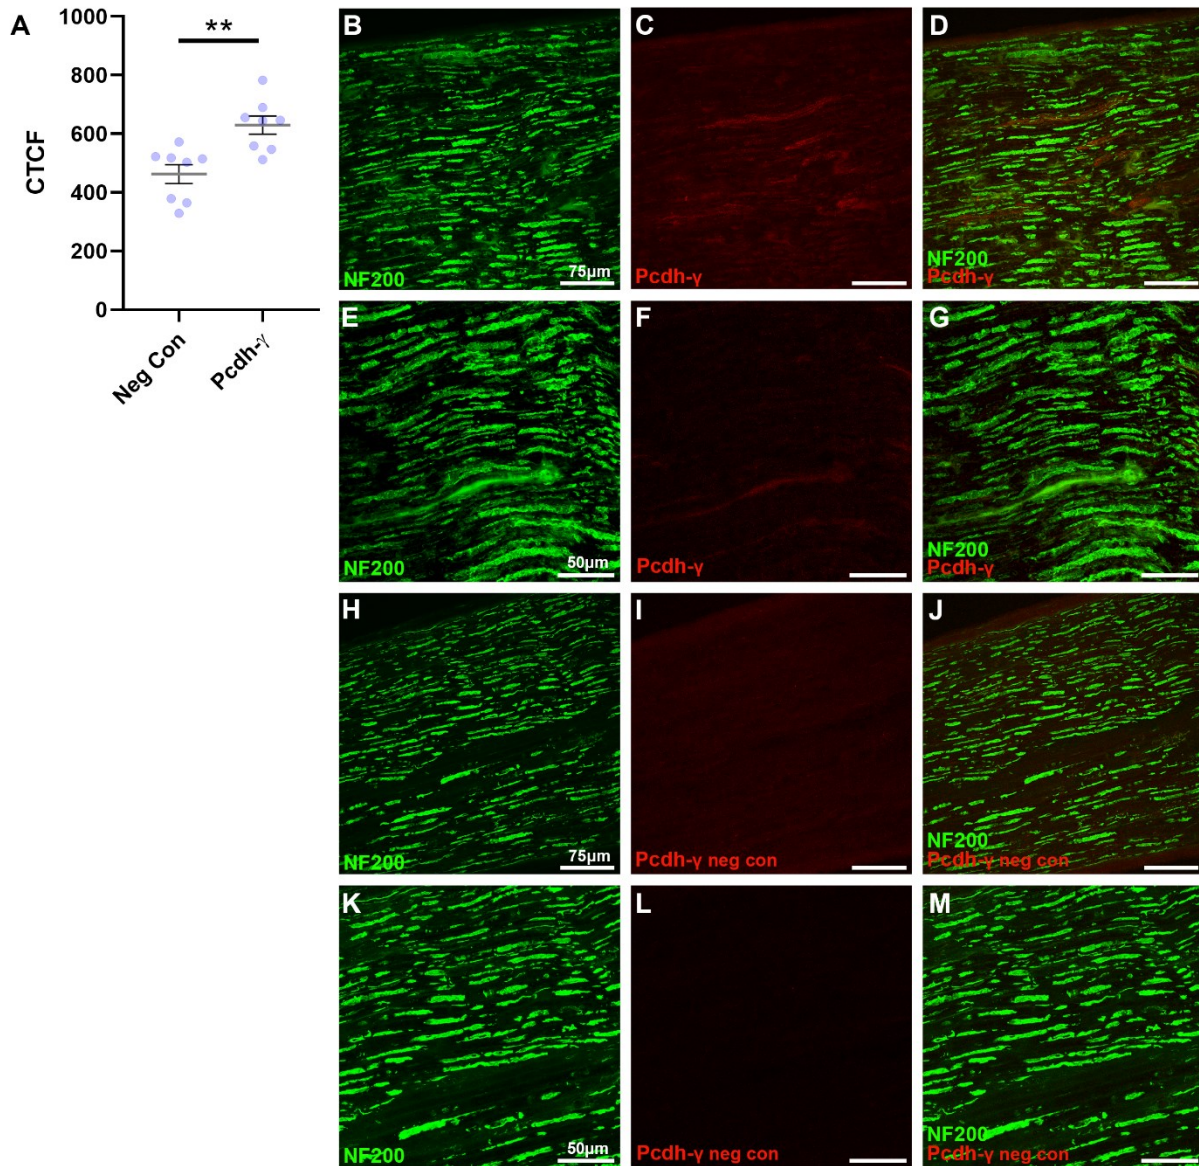 A
1000
800
600
400
200
0
CTCF
**
Neg Con
Pcdh-γ
B
NF200
75μm
C
Pcdh-γ
D
NF200
Pcdh-γ
E
NF200
50μm
F
Pcdh-γ
G
NF200
Pcdh-γ
H
NF200
75μm
I
Pcdh-γ neg con
J
NF200
Pcdh-γ neg con
K
NF200
50μm
L
Pcdh-γ neg con
M
NF200
Pcdh-γ neg con